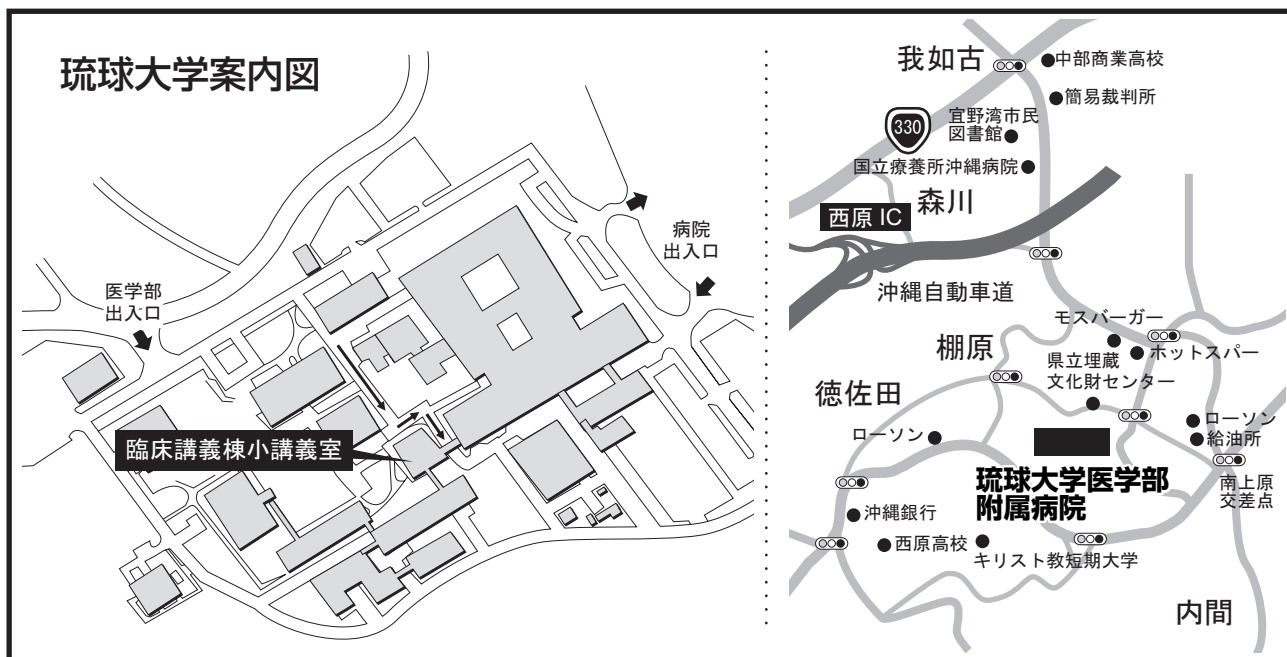 琉球大学案内図
医学部
出入口
病院
出入口
臨床講義棟小講義室
我如古
中部商業高校
簡易裁判所
330
宜野湾市民
図書館
国立療養所沖縄病院
森川
西原 IC
沖縄自動車道
モスバーガー
棚原
ホットスパー
県立埋蔵
文化財センター
徳佐田
ローソン
ローソン
給油所
琉球大学医学部
附属病院
南上原
交差点
沖縄銀行
西原高校
キリスト教短期大学
内間